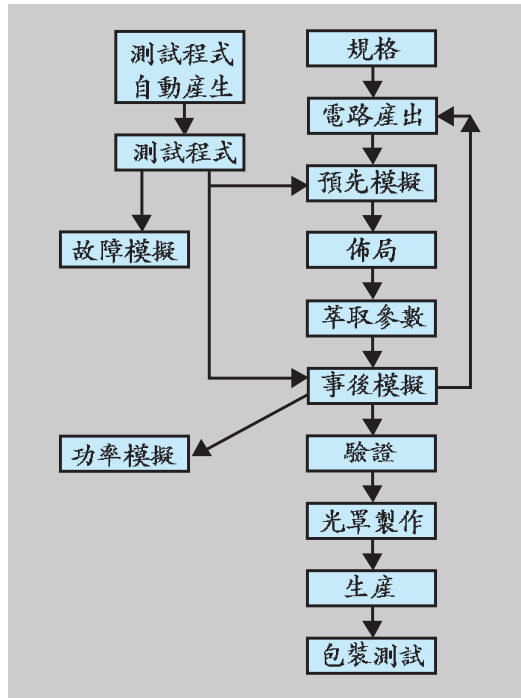 測試程式
自動產生
測試程式
故障模擬
功率模擬
規格
電路產出
預先模擬
佈局
萃取參數
事後模擬
驗證
光罩製作
生產
包裝測試